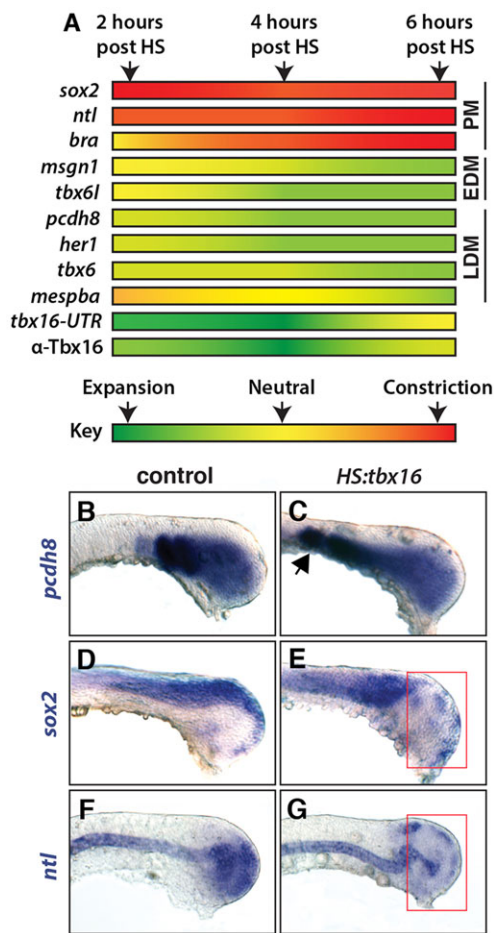 A
2 hours
post HS
4 hours
post HS
6 hours
post HS
sox2
ntl
bra
PM
msgn1
tbx6l
EDM
pcdh8
her1
tbx6
mespba
LDM
tbx16-UTR
α-Tbx16
Expansion
Neutral
Constriction
Key
control
HS:tbx16
pcdh8
B
C
sox2
D
E
ntl
F
G